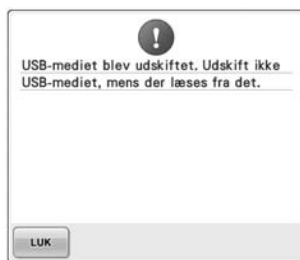 USB-mediet blev udskiftet. Udskift ikke
USB-mediet, mens der læses fra det.
LUK